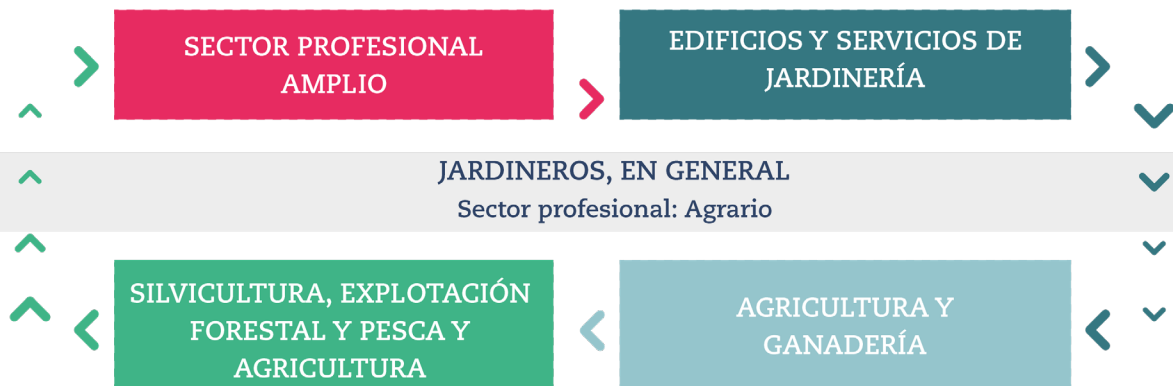 SECTOR PROFESIONAL
AMPLIO
EDIFICIOS Y SERVICIOS DE
JARDINERÍA
JARDINEROS, EN GENERAL
Sector profesional: Agrario
SILVICULTURA, EXPLOTACIÓN
FORESTAL Y PESCA Y
AGRICULTURA
AGRICULTURA Y
GANADERÍA